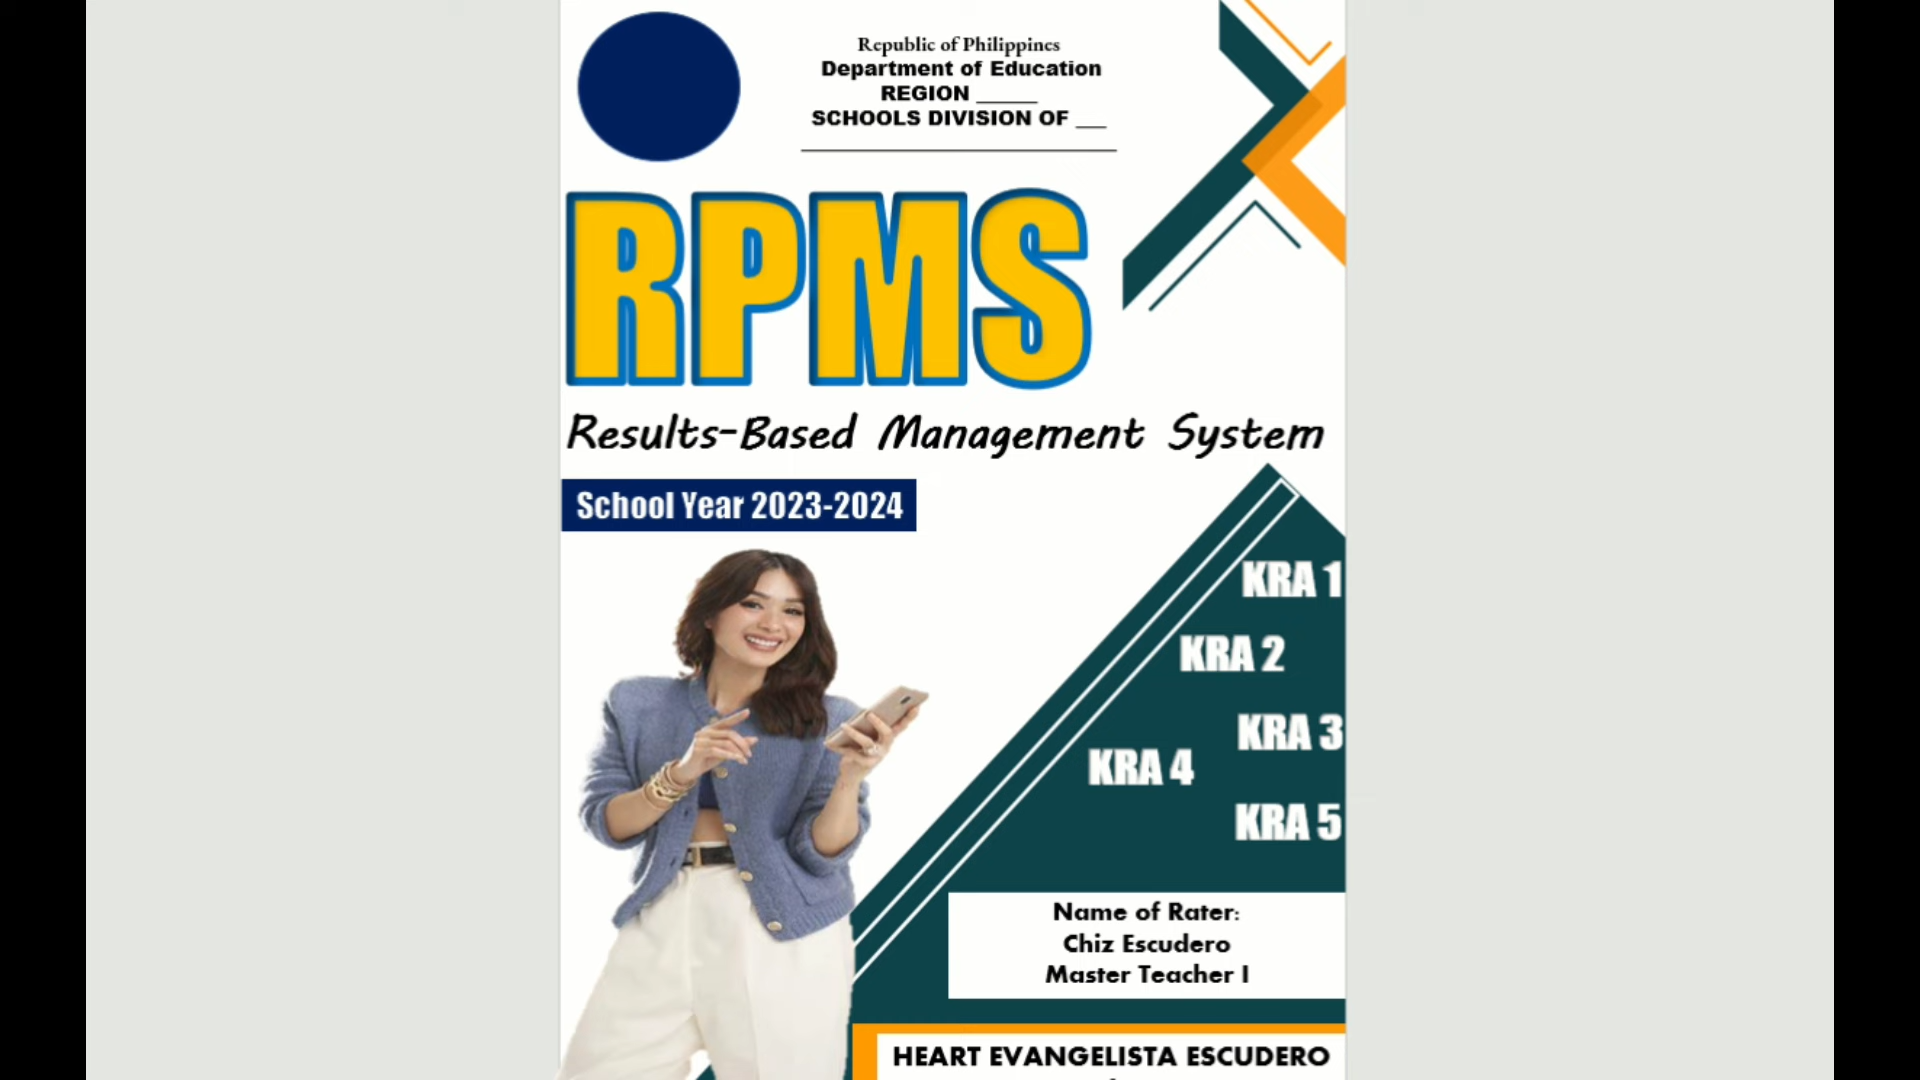 Republic of Philippines
Department of Education
REGION _____
SCHOOLS DIVISION OF ___
RPMS
Results-Based Management System
School Year 2023-2024
KRA 1
KRA 2
KRA 3
KRA 4
KRA 5
Name of Rater:
Chiz Escudero
Master Teacher I
HEART EVANGELISTA ESCUDERO